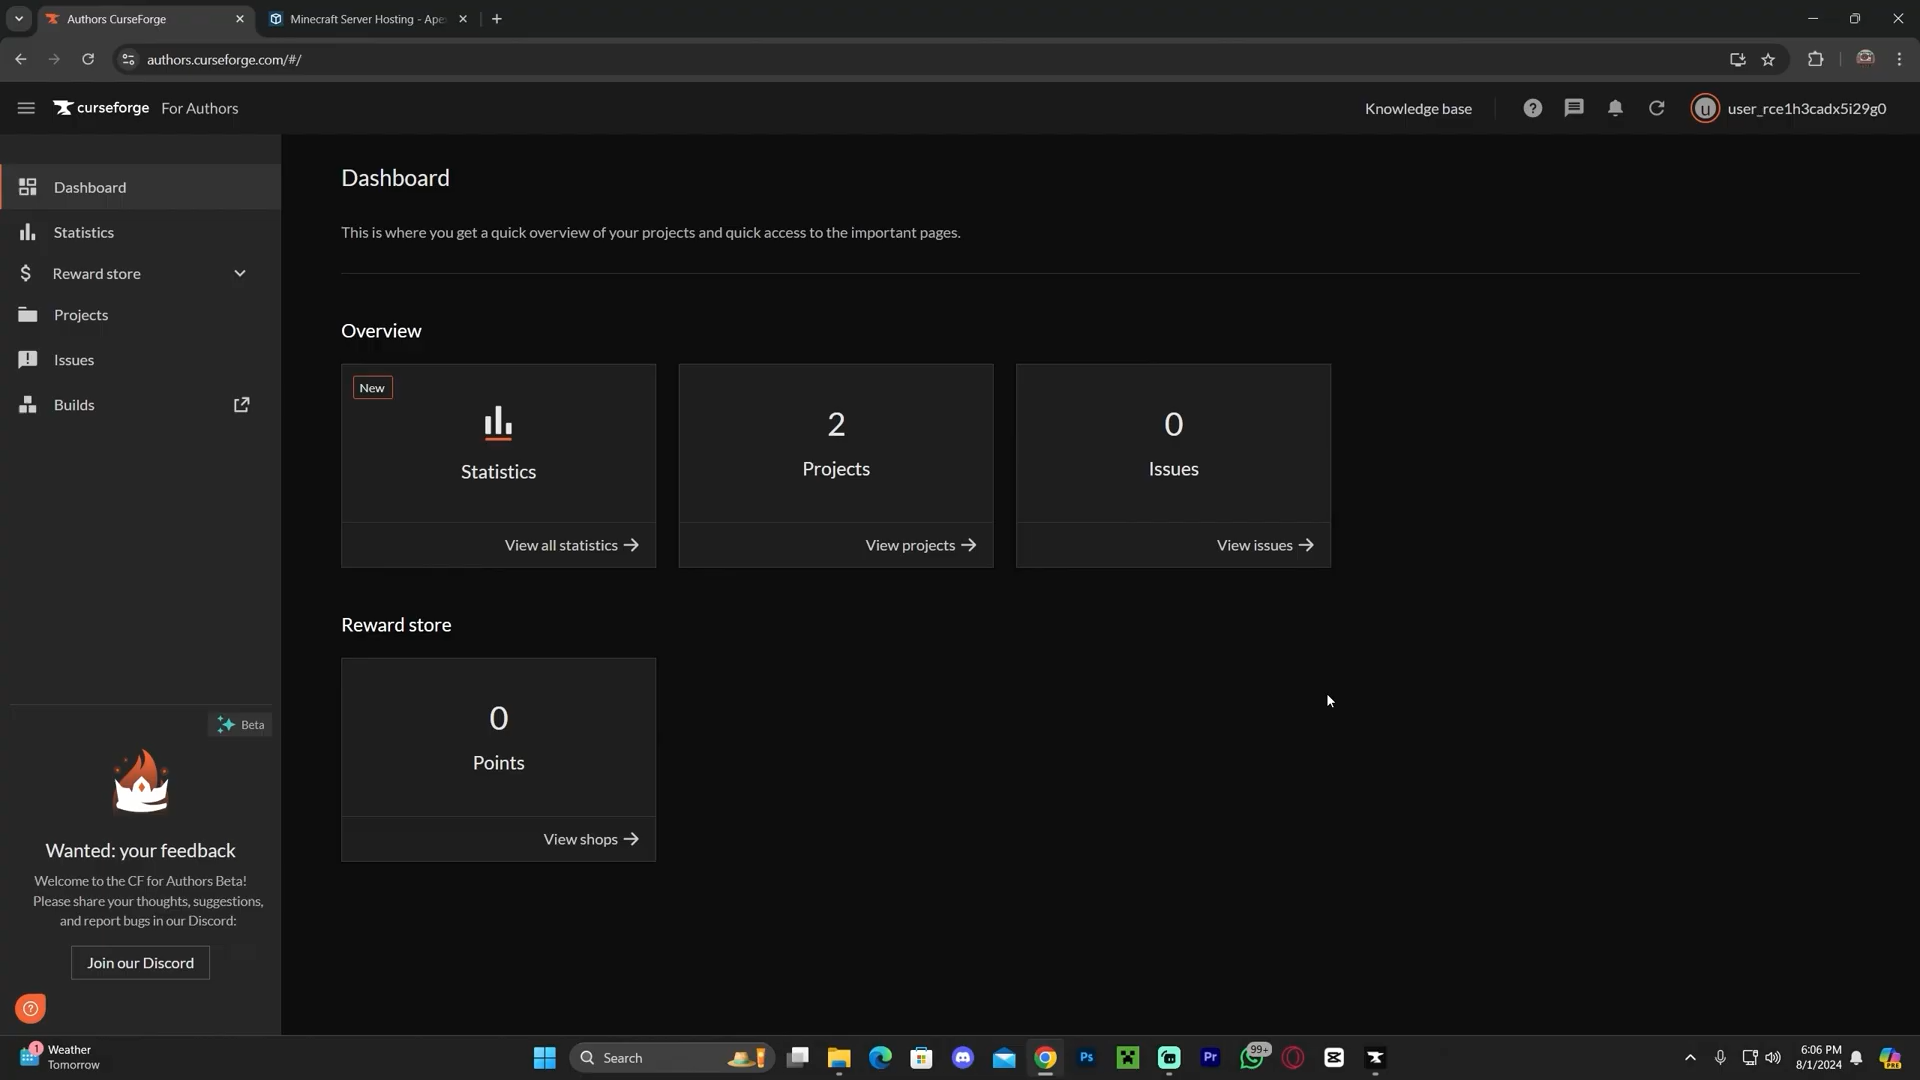 Authors CurseForge
Minecraft Server Hosting - Ape
authors.curseforge.com/#/
curseforge For Authors
Knowledge base
u
user_rce1h3cadx5i29g0
Dashboard
Statistics
Reward store
Projects
Issues
Builds
Beta
Wanted: your feedback
Welcome to the CF for Authors Beta!
Please share your thoughts, suggestions,
and report bugs in our Discord:
Join our Discord
Dashboard
This is where you get a quick overview of your projects and quick access to the important pages.
Overview
New
Statistics
View all statistics
2
Projects
View projects
0
Issues
View issues
Reward store
0
Points
View shops
1
Weather
Tomorrow
Search
Ps
Pr
99+
6:06 PM
8/1/2024
PRE